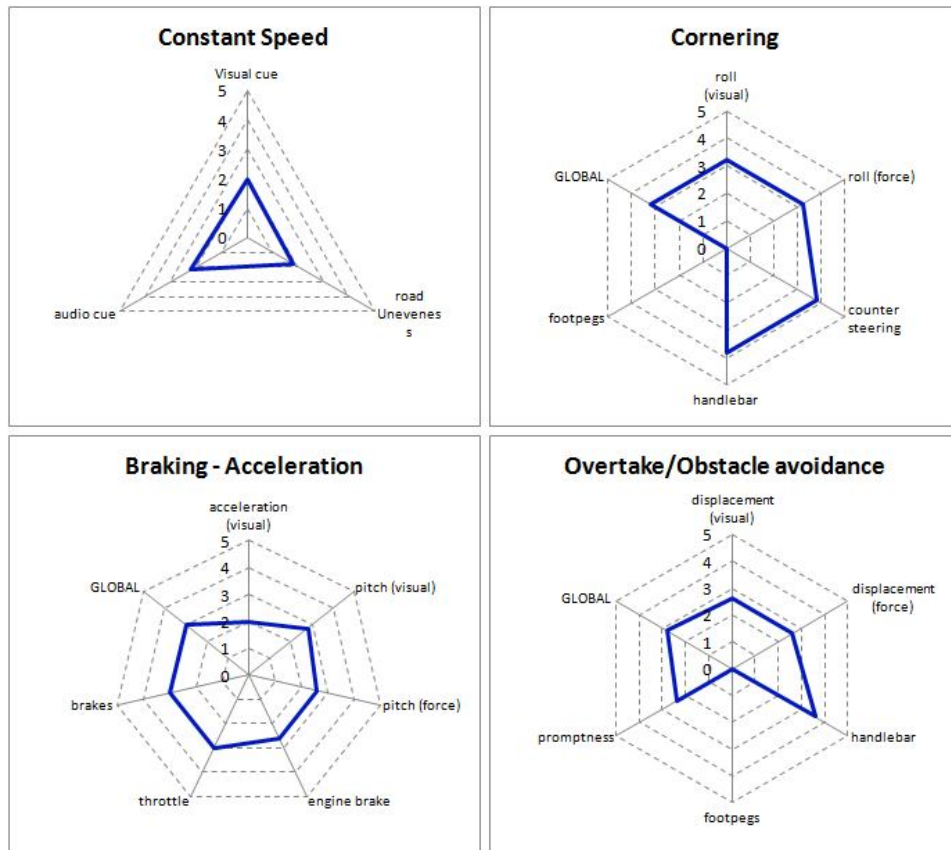 Constant Speed
Visual cue
5
4
3
2
1
0
audio cue
road
Unevenes
s
Cornering
roll
(visual)
5
4
3
2
1
0
GLOBAL
roll (force)
footpegs
counter
steering
handlebar
Braking - Acceleration
acceleration
(visual)
5
4
3
2
1
0
GLOBAL
pitch (visual)
brakes
pitch (force)
throttle
engine brake
Overtake/Obstacle avoidance
displacement
(visual)
5
4
3
2
1
0
GLOBAL
displacement
(force)
promptness
handlebar
footpegs